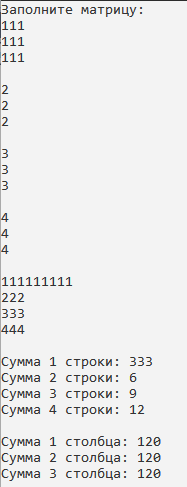 Заполните матрицу:
111
111
111
2
2
2
3
3
3
4
4
4
111111111
222
333
444
Сумма 1 строки: 333
Сумма 2 строки: 6
Сумма 3 строки: 9
Сумма 4 строки: 12
Сумма 1 столбца: 120
Сумма 2 столбца: 120
Сумма 3 столбца: 120